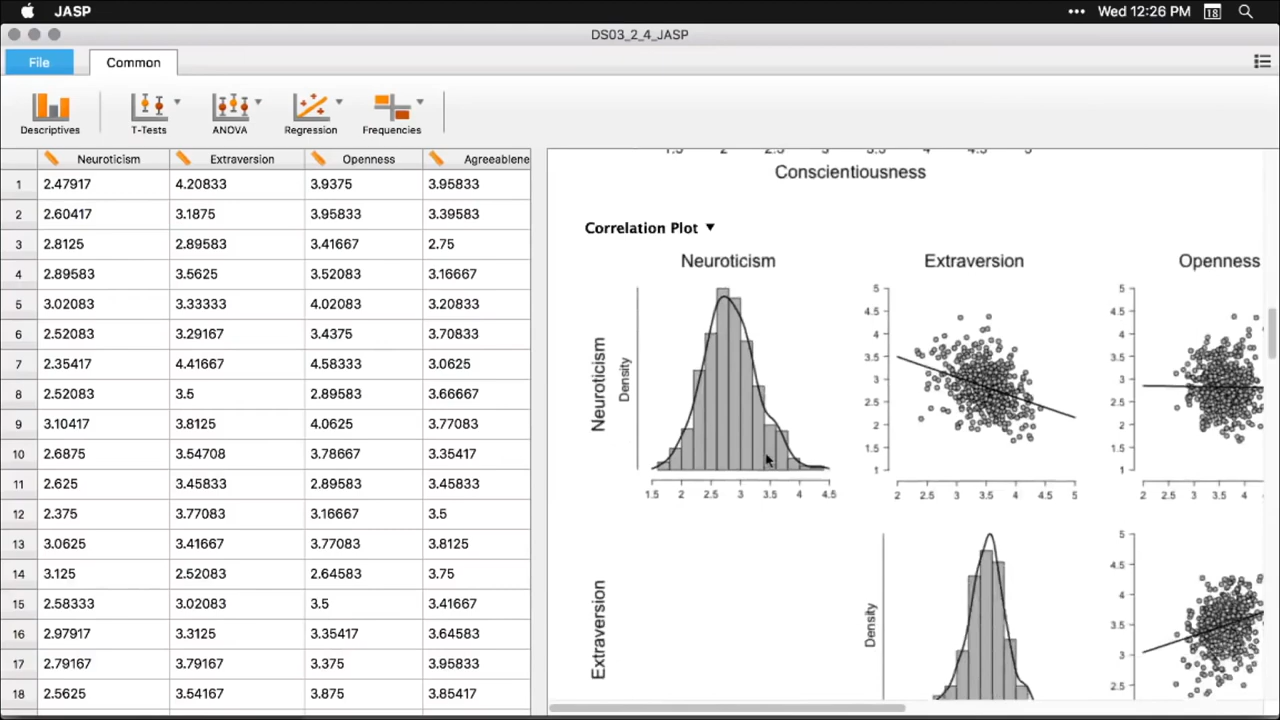 JASP
••• Wed 12:26 PM 18
DS03_2_4_JASP
File Common
Descriptives T-Tests ANOVA Regression Frequencies
Neuroticism Extraversion Openness Agreeablene
1 2.47917 4.20833 3.9375 3.95833
2 2.60417 3.1875 3.95833 3.39583
3 2.8125 2.89583 3.41667 2.75
4 2.89583 3.5625 3.52083 3.16667
5 3.02083 3.33333 4.02083 3.20833
6 2.52083 3.29167 3.4375 3.70833
7 2.35417 4.41667 4.58333 3.0625
8 2.52083 3.5 2.89583 3.66667
9 3.10417 3.8125 4.0625 3.77083
10 2.6875 3.54708 3.78667 3.35417
11 2.625 3.45833 2.89583 3.45833
12 2.375 3.77083 3.16667 3.5
13 3.0625 3.41667 3.77083 3.8125
14 3.125 2.52083 2.64583 3.75
15 2.58333 3.02083 3.5 3.41667
16 2.97917 3.3125 3.35417 3.64583
17 2.79167 3.79167 3.375 3.95833
18 2.5625 3.54167 3.875 3.85417
1.5 2 2.5 3 3.5 4 4.5 5
Conscientiousness
Correlation Plot
Neuroticism Extraversion Openness
Neuroticism
Density
1.5 2 2.5 3 3.5 4 4.5
5
4.5
4
3.5
3
2.5
2
1.5
1
2 2.5 3 3.5 4 4.5 5
5
4.5
4
3.5
3
2.5
2
1.5
1
2 2.5 3 3.5 4
Extraversion
Density
5
4.5
4
3.5
3
2.5